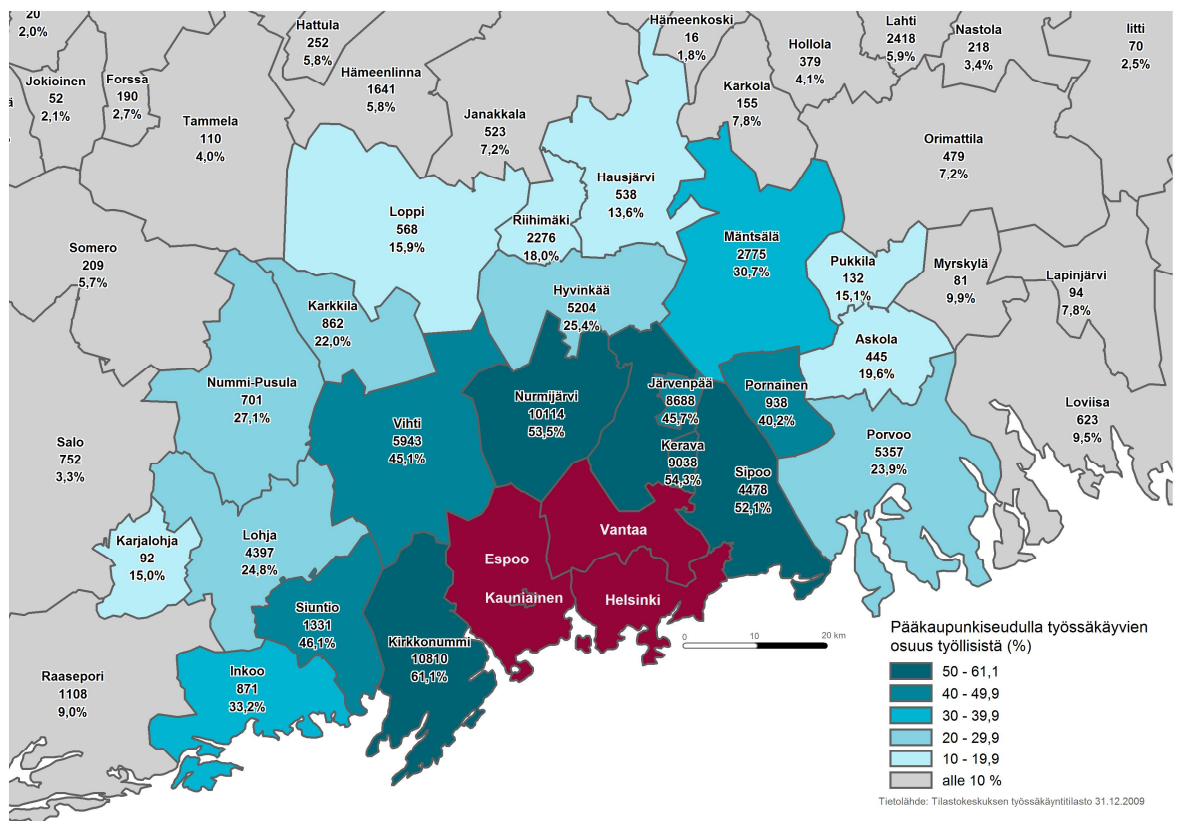 20
2,0%
Hattula
252
5,8%
Hämeenkoski
16
1,8%
Lahti
2418
5,9%
Nastola
218
3,4%
Iitti
70
2,5%
Hollola
379
4,1%
Jokioinen
52
2,1%
Forssa
190
2,7%
Hämeenlinna
1641
5,8%
Karkola
155
7,8%
Tammela
110
4,0%
Janakkala
523
7,2%
Orimattila
479
7,2%
Hausjärvi
538
13,6%
Loppi
568
15,9%
Riihimäki
2276
18,0%
Mäntsälä
2775
30,7%
Somero
209
5,7%
Pukkila
132
15,1%
Myrskylä
81
9,9%
Lapinjärvi
94
7,8%
Karkkila
862
22,0%
Hyvinkää
5204
25,4%
Askola
445
19,6%
Nummi-Pusula
701
27,1%
Nurmijärvi
10114
53,5%
Järvenpää
8688
45,7%
Pornainen
938
40,2%
Loviisa
623
9,5%
Vihti
5943
45,1%
Salo
752
3,3%
Kerava
9038
54,3%
Sipoo
4478
52,1%
Porvoo
5357
23,9%
Karjalohja
92
15,0%
Lohja
4397
24,8%
Vantaa
Espoo
Kauniainen
Helsinki
Siuntio
1331
46,1%
Kirkkonummi
10810
61,1%
Inkoo
871
33,2%
Raasepori
1108
9,0%
0 10 20 km
Pääkaupunkiseudulla työssäkäyvien
osuus työllisistä (%)
50 - 61,1
40 - 49,9
30 - 39,9
20 - 29,9
10 - 19,9
alle 10 %
Tietolähde: Tilastokeskuksen työssäkäyntitilasto 31.12.2009